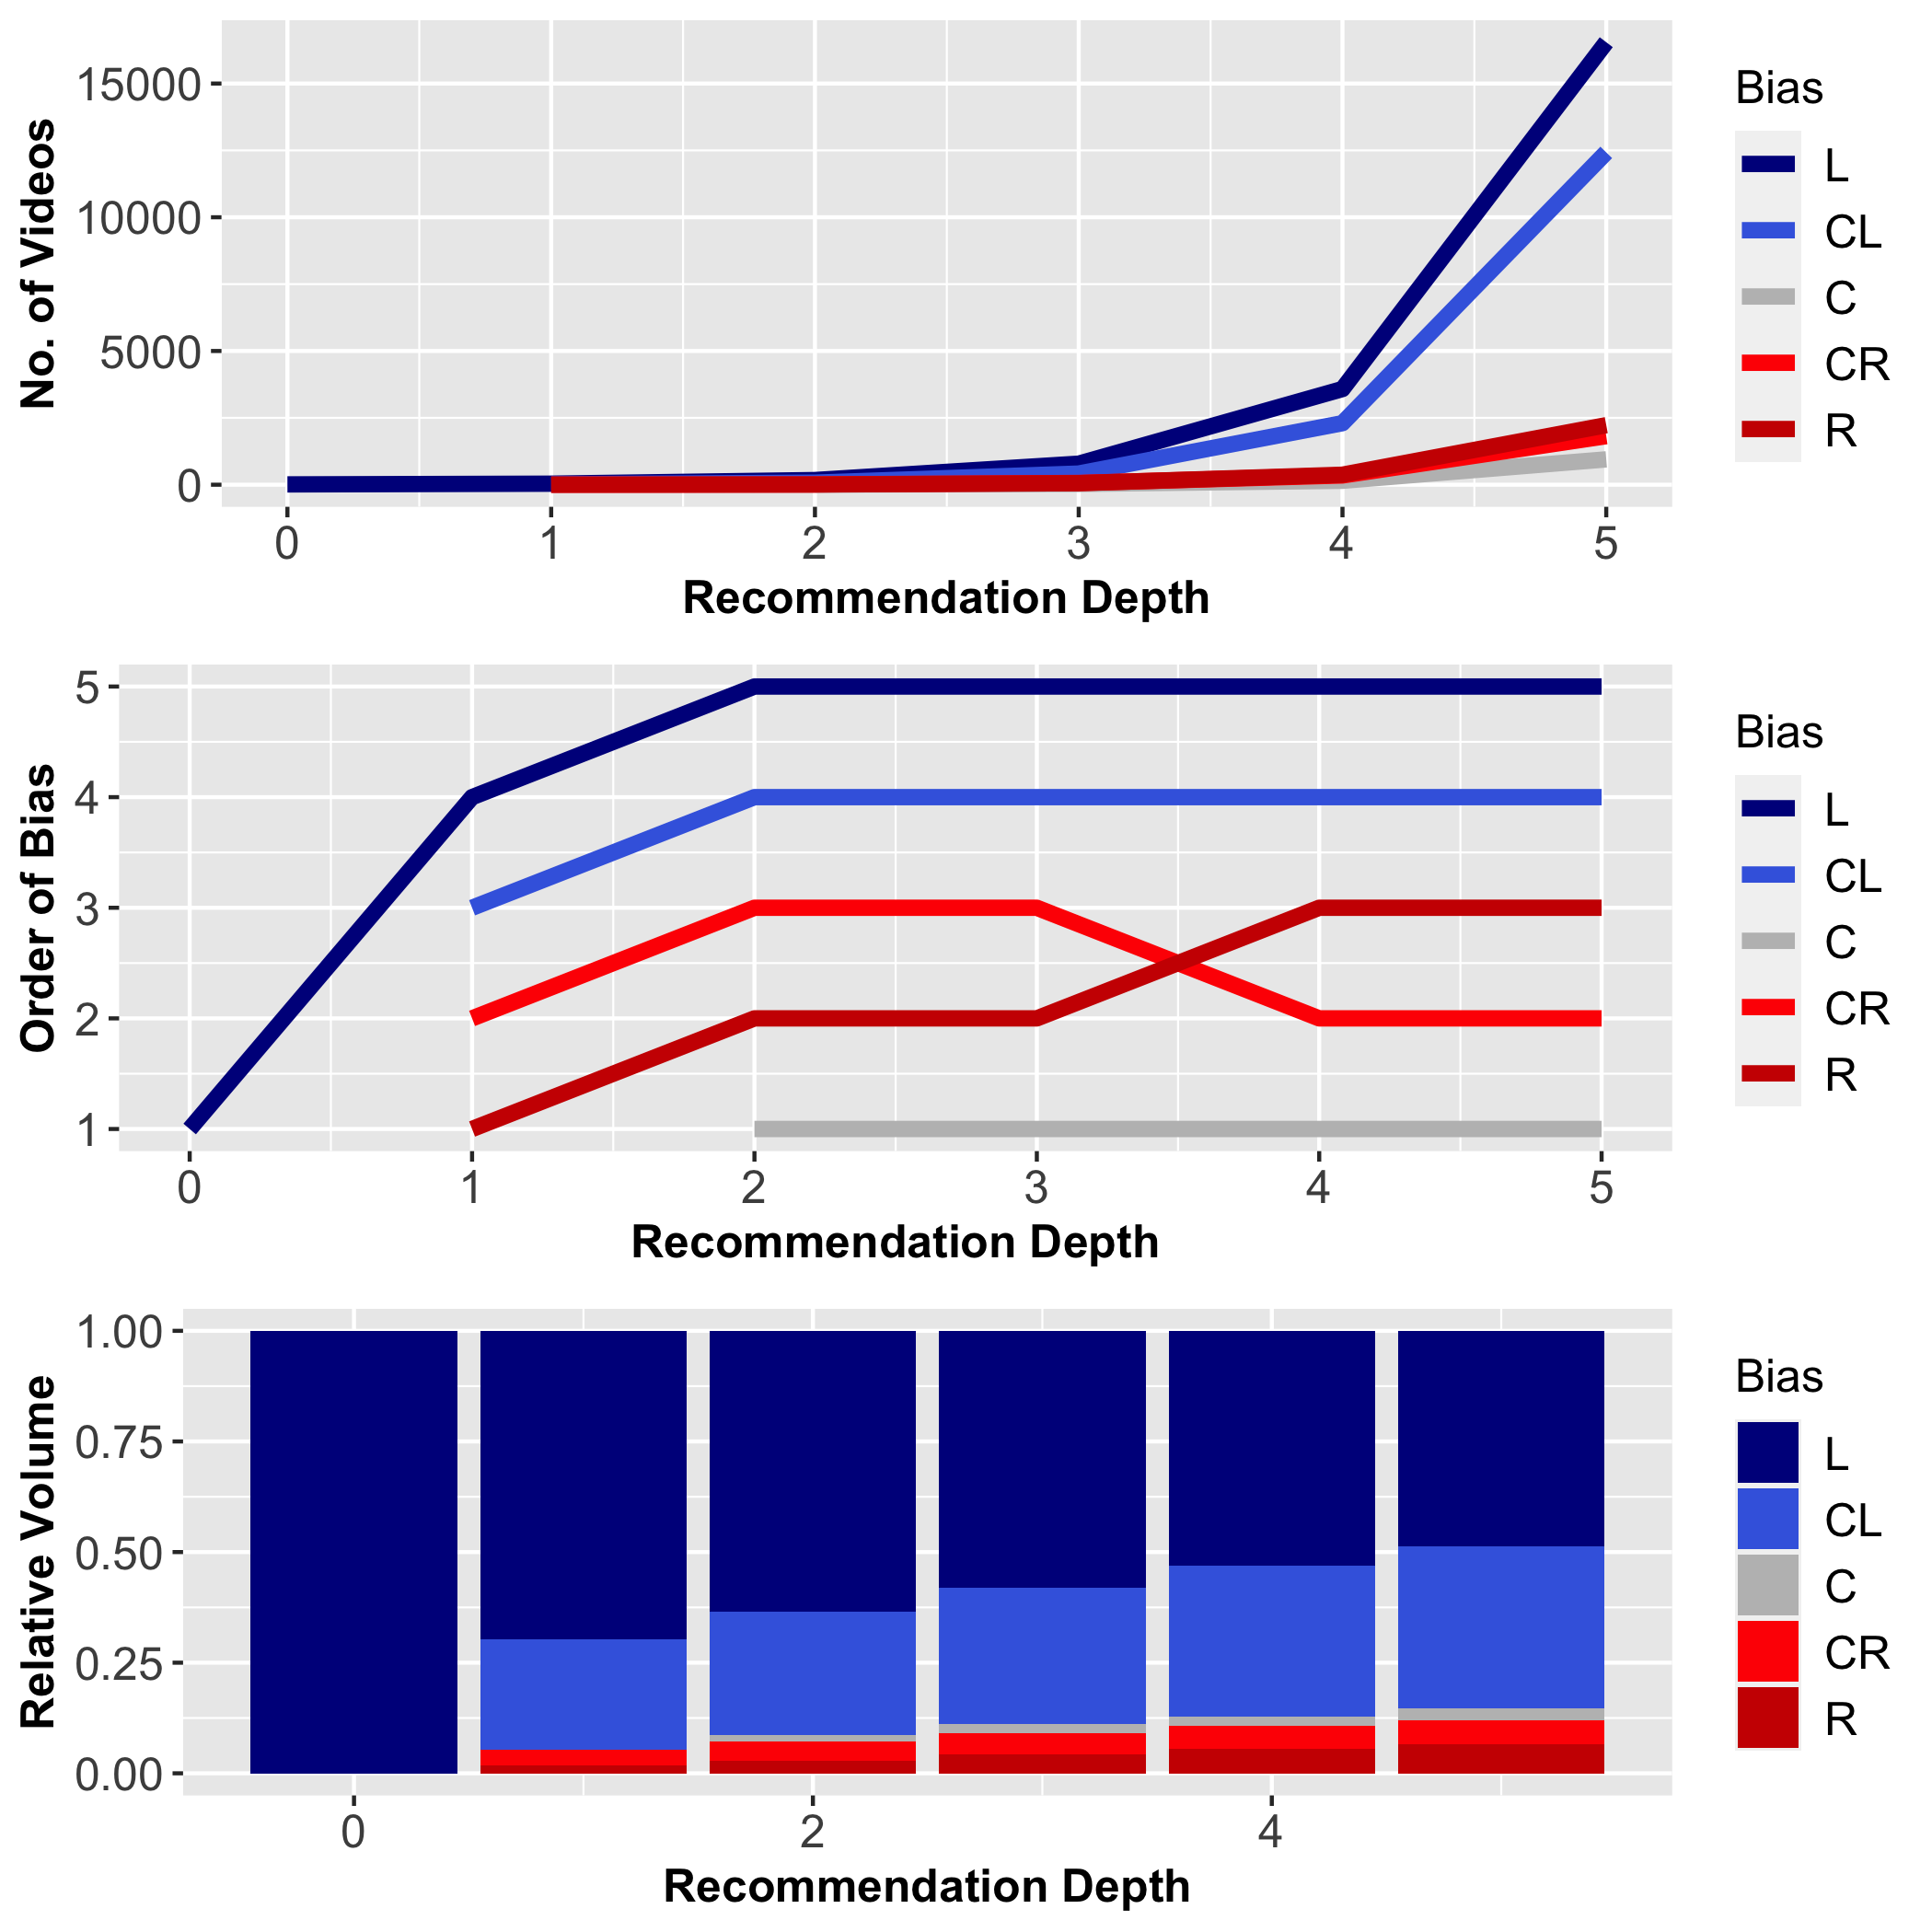 No. of Videos
15000
10000
5000
0
0 1 2 3 4 5
Recommendation Depth
Bias
L
CL
C
CR
R
Order of Bias
5
4
3
2
1
0 1 2 3 4 5
Recommendation Depth
Bias
L
CL
C
CR
R
Relative Volume
1.00
0.75
0.50
0.25
0.00
0 2 4
Recommendation Depth
Bias
L
CL
C
CR
R